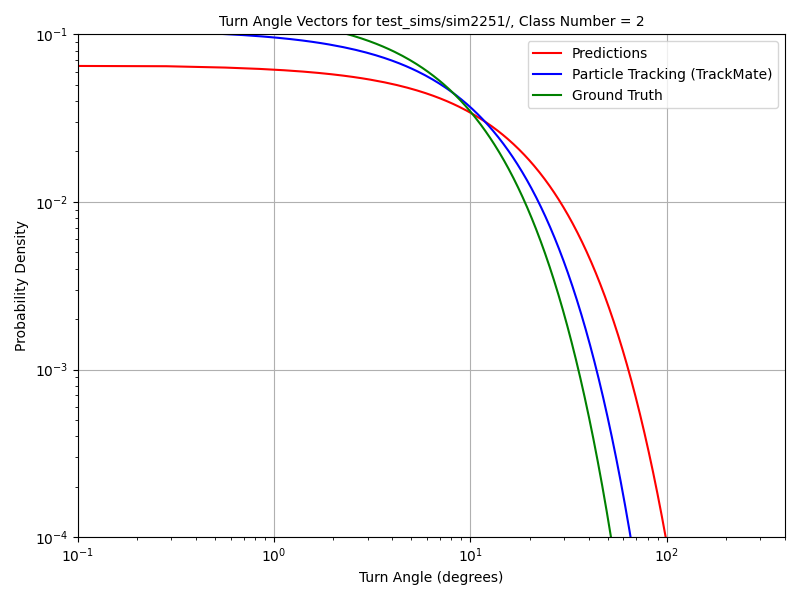 Turn Angle Vectors for test_sims/sim2251/, Class Number = 2
Predictions
Particle Tracking (TrackMate)
Ground Truth
Probability Density
10⁻¹
10⁻²
10⁻³
10⁻⁴
10⁻¹ 10⁰ 10¹ 10²
Turn Angle (degrees)